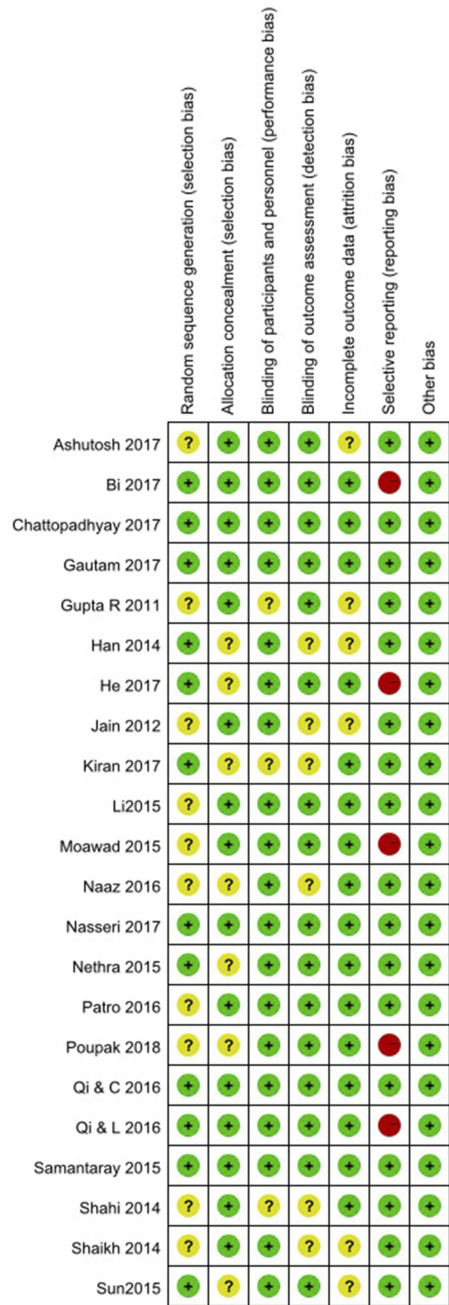 Random sequence generation (selection bias)
Allocation concealment (selection bias)
Blinding of participants and personnel (performance bias)
Blinding of outcome assessment (detection bias)
Incomplete outcome data (attrition bias)
Selective reporting (reporting bias)
Other bias
Ashutosh 2017 ? + + + ? + +
Bi 2017 + + + + + - +
Chattopadhyay 2017 + + + + + + +
Gautam 2017 + + + + + + +
Gupta R 2011 ? + ? + ? + +
Han 2014 + ? + ? ? + +
He 2017 + ? + + + - +
Jain 2012 ? + + ? ? + +
Kiran 2017 + ? ? ? + + +
Li2015 ? + + + + + +
Moawad 2015 ? + + + + - +
Naaz 2016 ? ? + ? + + +
Nasseri 2017 + + + + + + +
Nethra 2015 + ? + + + + +
Patro 2016 ? + + + + + +
Poupak 2018 ? ? + + + - +
Qi & C 2016 + + + + + + +
Qi & L 2016 + + + + + - +
Samantaray 2015 + + + + + + +
Shahi 2014 ? + ? ? + + +
Shaikh 2014 ? + + ? ? + +
Sun2015 + ? + + ? + +